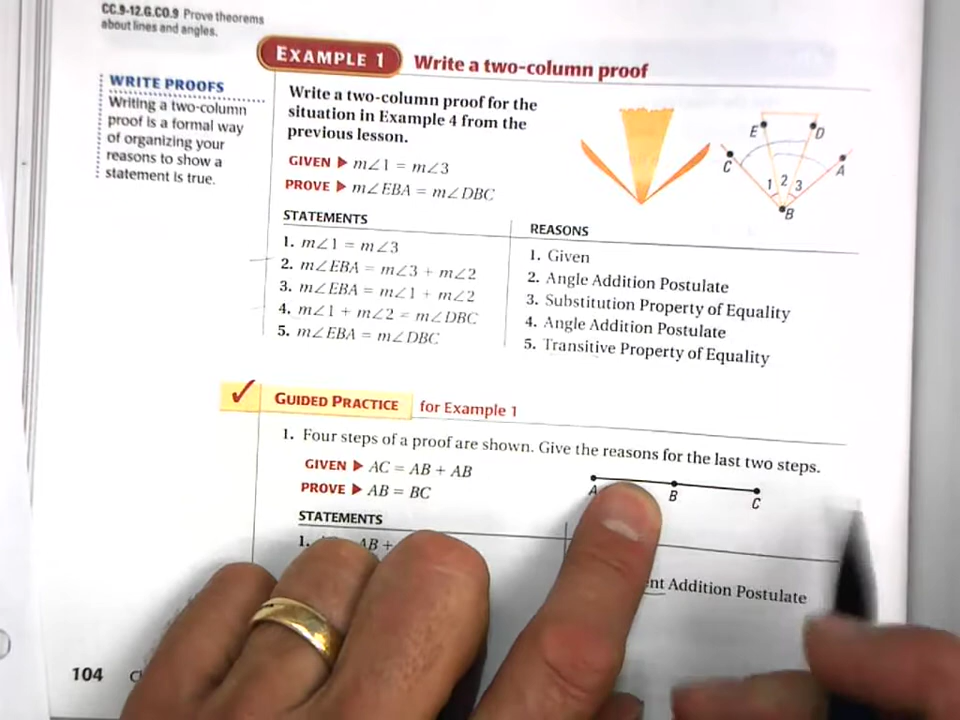 CC.9-12.G.CO.9 Prove theorems
about lines and angles.
EXAMPLE 1 Write a two-column proof
WRITE PROOFS
Writing a two-column
proof is a formal way
of organizing your
reasons to show a
statement is true.
Write a two-column proof for the
situation in Example 4 from the
previous lesson.
GIVEN ▶ m∠1 = m∠3
PROVE ▶ m∠EBA = m∠DBC
E D
C A
1 2 3
B
STATEMENTS REASONS
1. m∠1 = m∠3 1. Given
2. m∠EBA = m∠3 + m∠2 2. Angle Addition Postulate
3. m∠EBA = m∠1 + m∠2 3. Substitution Property of Equality
4. m∠1 + m∠2 = m∠DBC 4. Angle Addition Postulate
5. m∠EBA = m∠DBC 5. Transitive Property of Equality
✓ GUIDED PRACTICE for Example 1
1. Four steps of a proof are shown. Give the reasons for the last two steps.
GIVEN ▶ AC = AB + AB
PROVE ▶ AB = BC
A B C
STATEMENTS
1. AB +
Addition Postulate
104